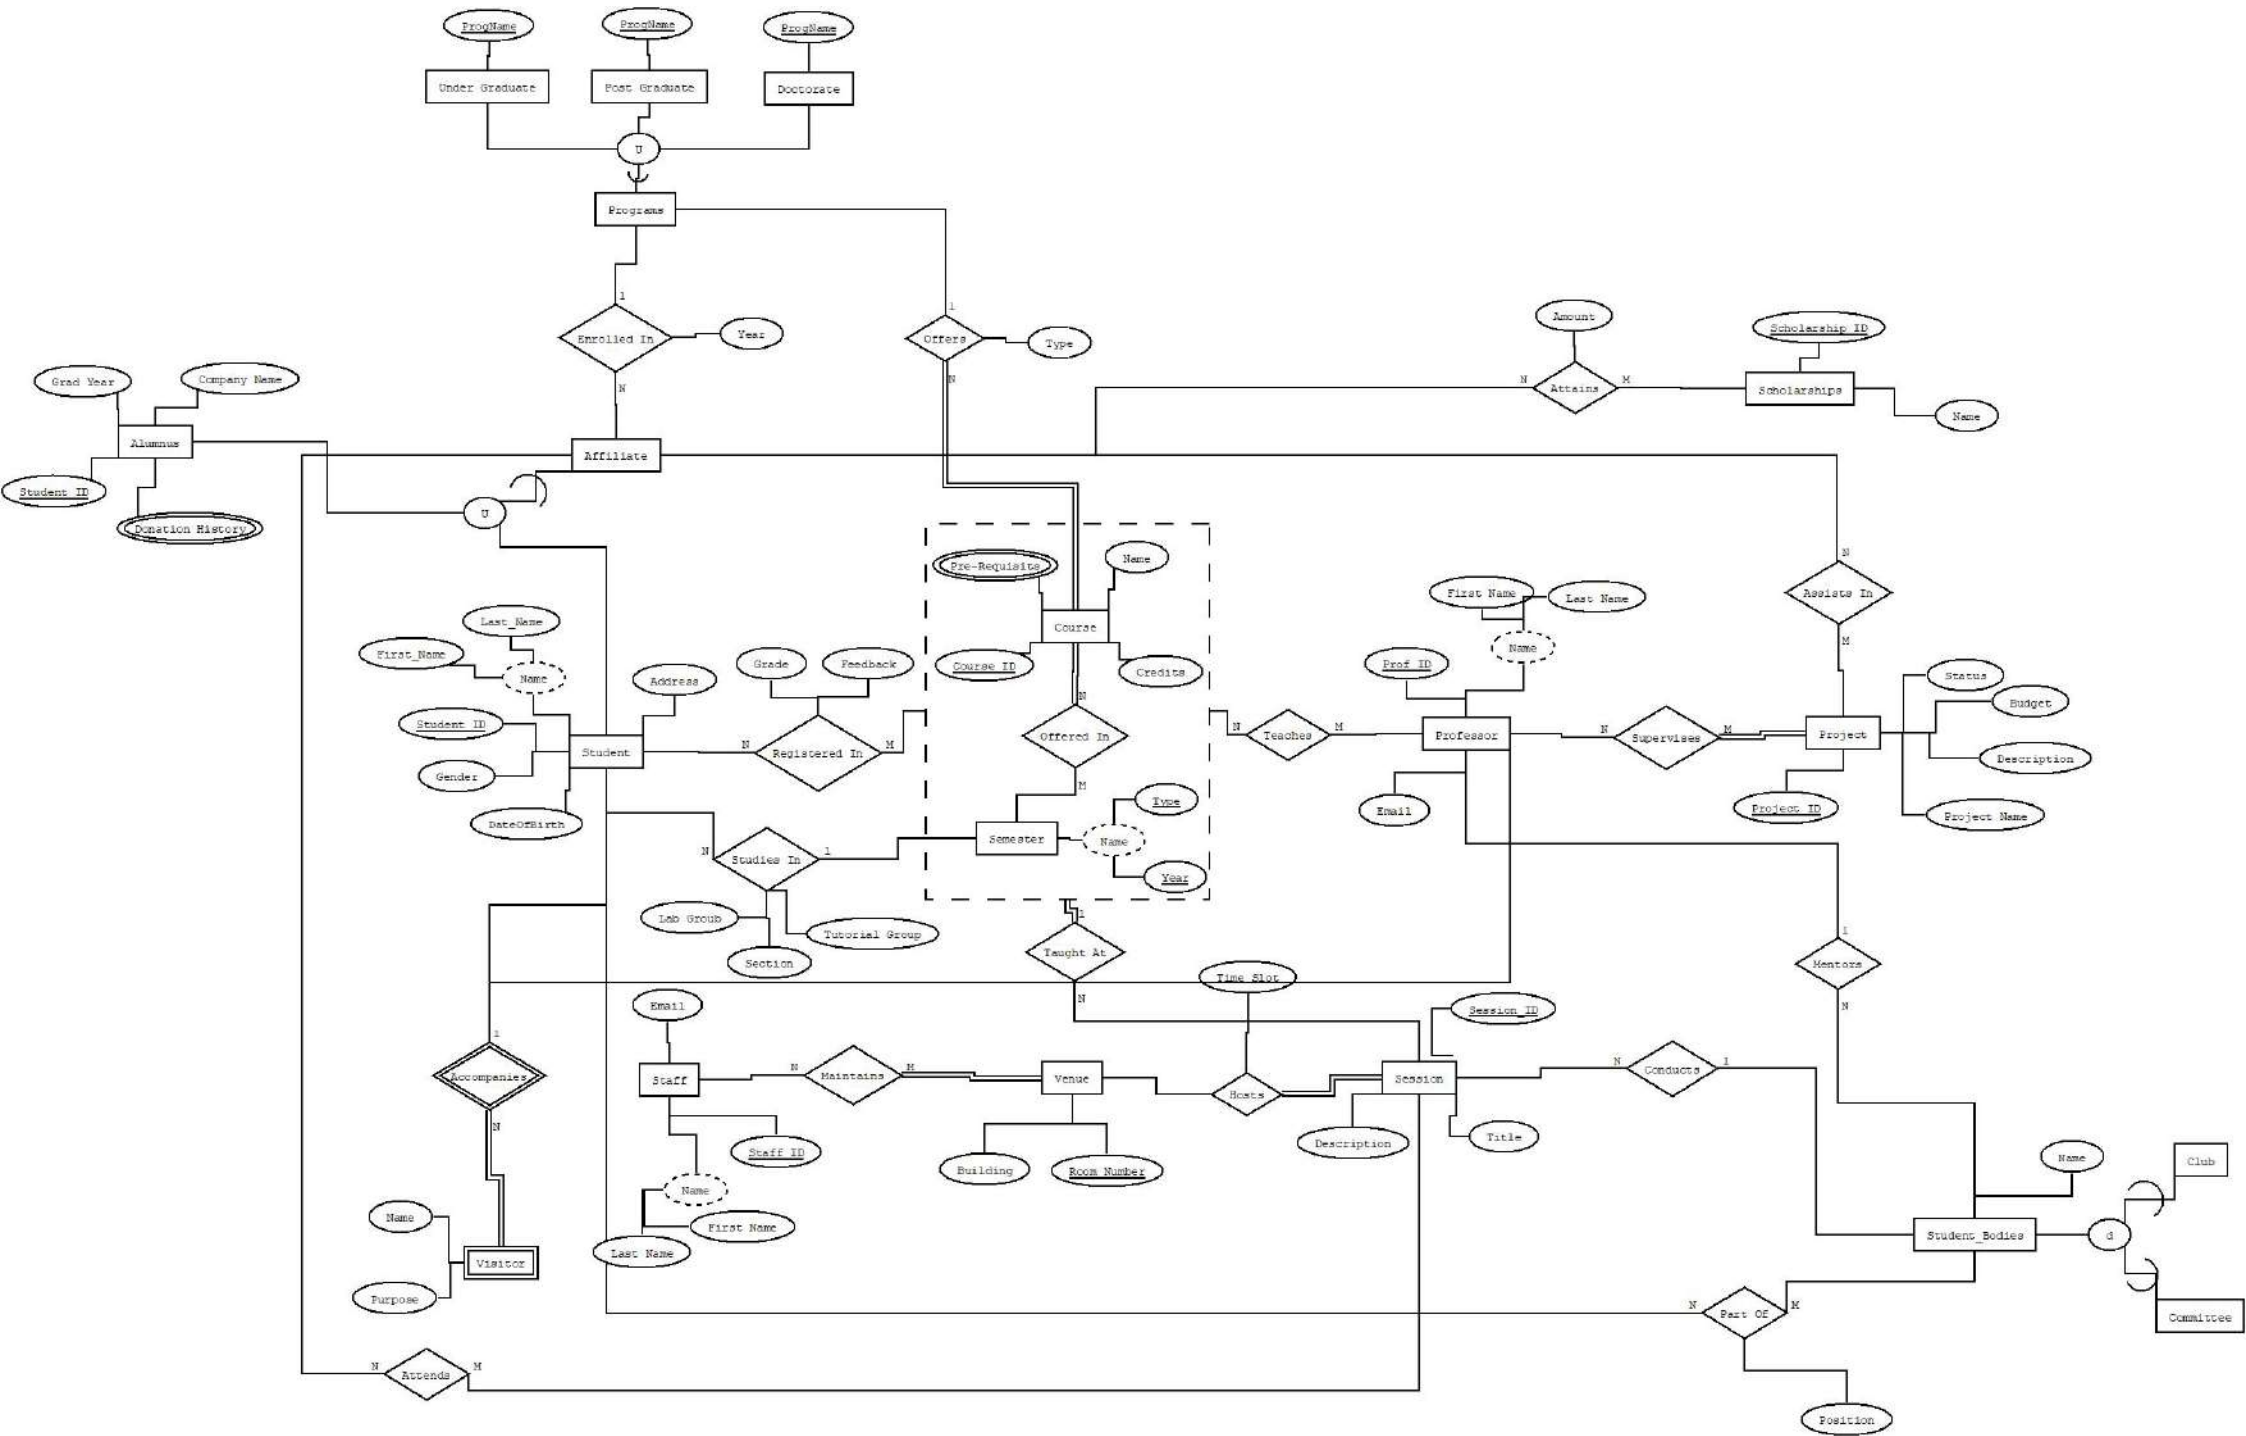 ProgName
ProgName
ProgName
Under Graduate
Post Graduate
Doctorate
U
Programs
1
Enrolled In
Year
N
1
Offers
Type
N
Amount
Scholarship ID
N
Attains
M
Scholarships
Name
Grad Year
Company Name
Alumnus
Student ID
Donation History
Affiliate
U
Pre-Requisits
Name
Course
Course ID
Credits
N
Offered In
M
Semester
Type
Name
Year
N
Assists In
M
First Name
Last Name
Name
Prof ID
Professor
Email
N
Teaches
M
N
Supervises
M
Project
Status
Budget
Description
Project Name
Project ID
Last_Name
First_Name
Name
Address
Student ID
Student
Gender
DateOfBirth
Grade
Feedback
N
Registered In
M
N
Studies In
1
Lab Group
Tutorial Group
Section
1
Taught At
N
Time Slot
Session_ID
1
Mentors
N
Email
Staff
N
Maintains
M
Venue
Hosts
Session
N
Conducts
1
Staff ID
Name
First Name
Last Name
Building
Room Number
Description
Title
1
Accompanies
N
Name
Visitor
Purpose
Name
Club
Student_Bodies
d
Committee
N
Part Of
M
Position
N
Attends
M